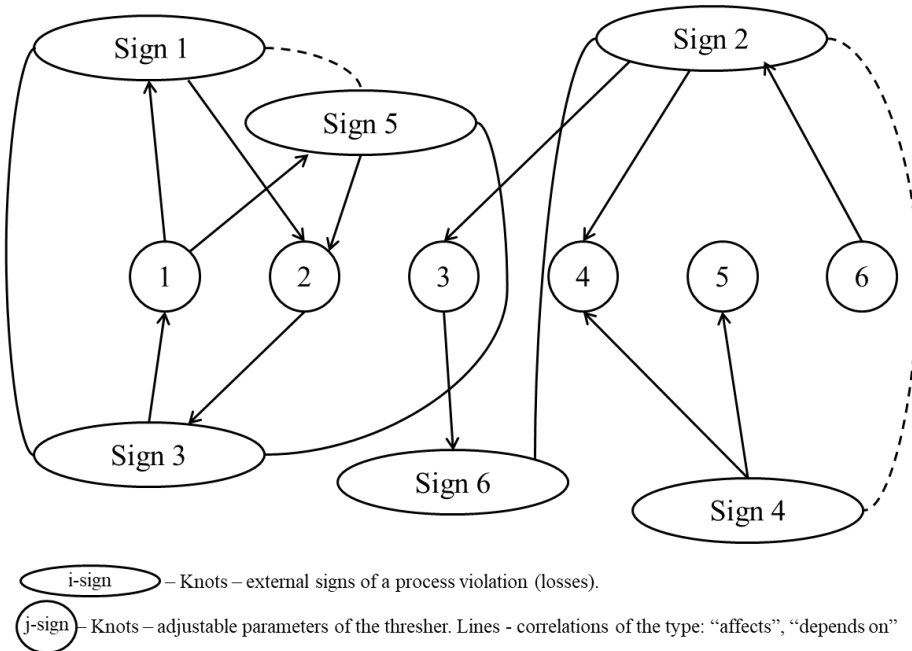 Sign 1
Sign 2
Sign 5
1
2
3
4
5
6
Sign 3
Sign 6
Sign 4
i-sign – Knots – external signs of a process violation (losses).
j-sign – Knots – adjustable parameters of the thresher. Lines - correlations of the type: “affects”, “depends on”